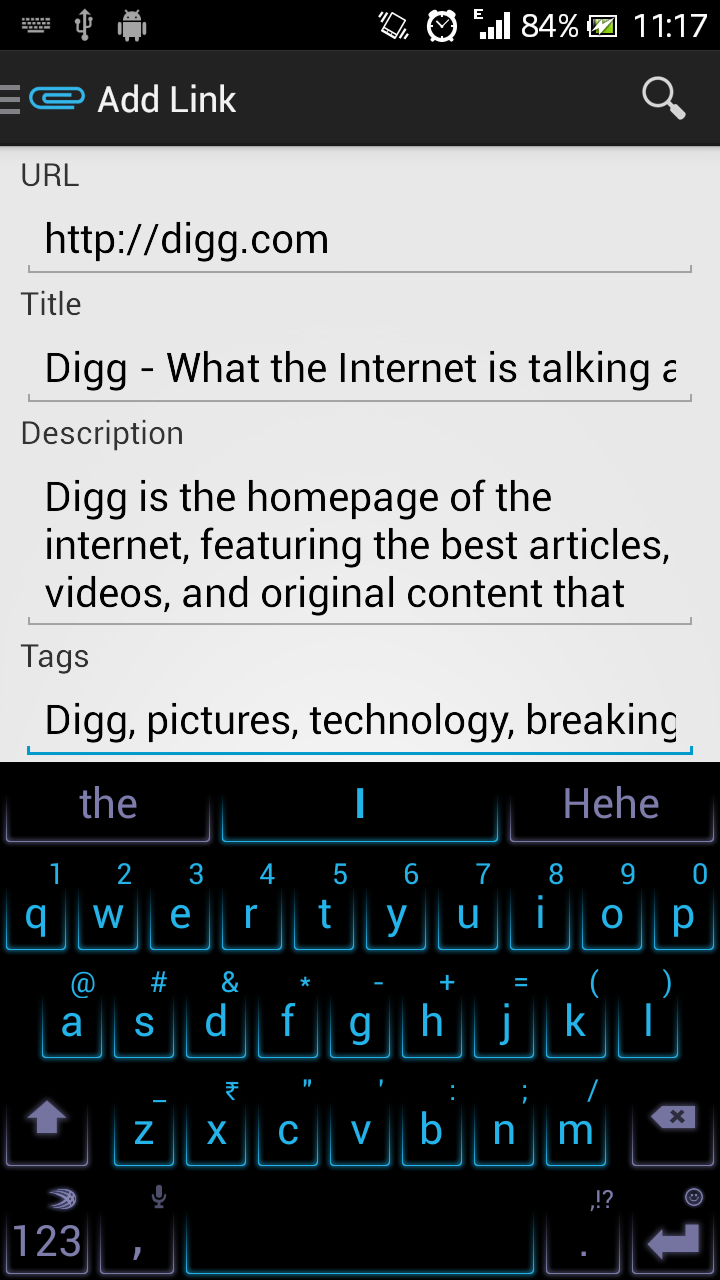 E 84% 11:17
Add Link
URL
http://digg.com
Title
Digg - What the Internet is talking a
Description
Digg is the homepage of the
internet, featuring the best articles,
videos, and original content that
Tags
Digg, pictures, technology, breaking
the I Hehe
1 2 3 4 5 6 7 8 9 0
q w e r t y u i o p
@ # & * - + = ( )
a s d f g h j k l
_ ₹ " ' : ; /
z x c v b n m
,!?
123 , .